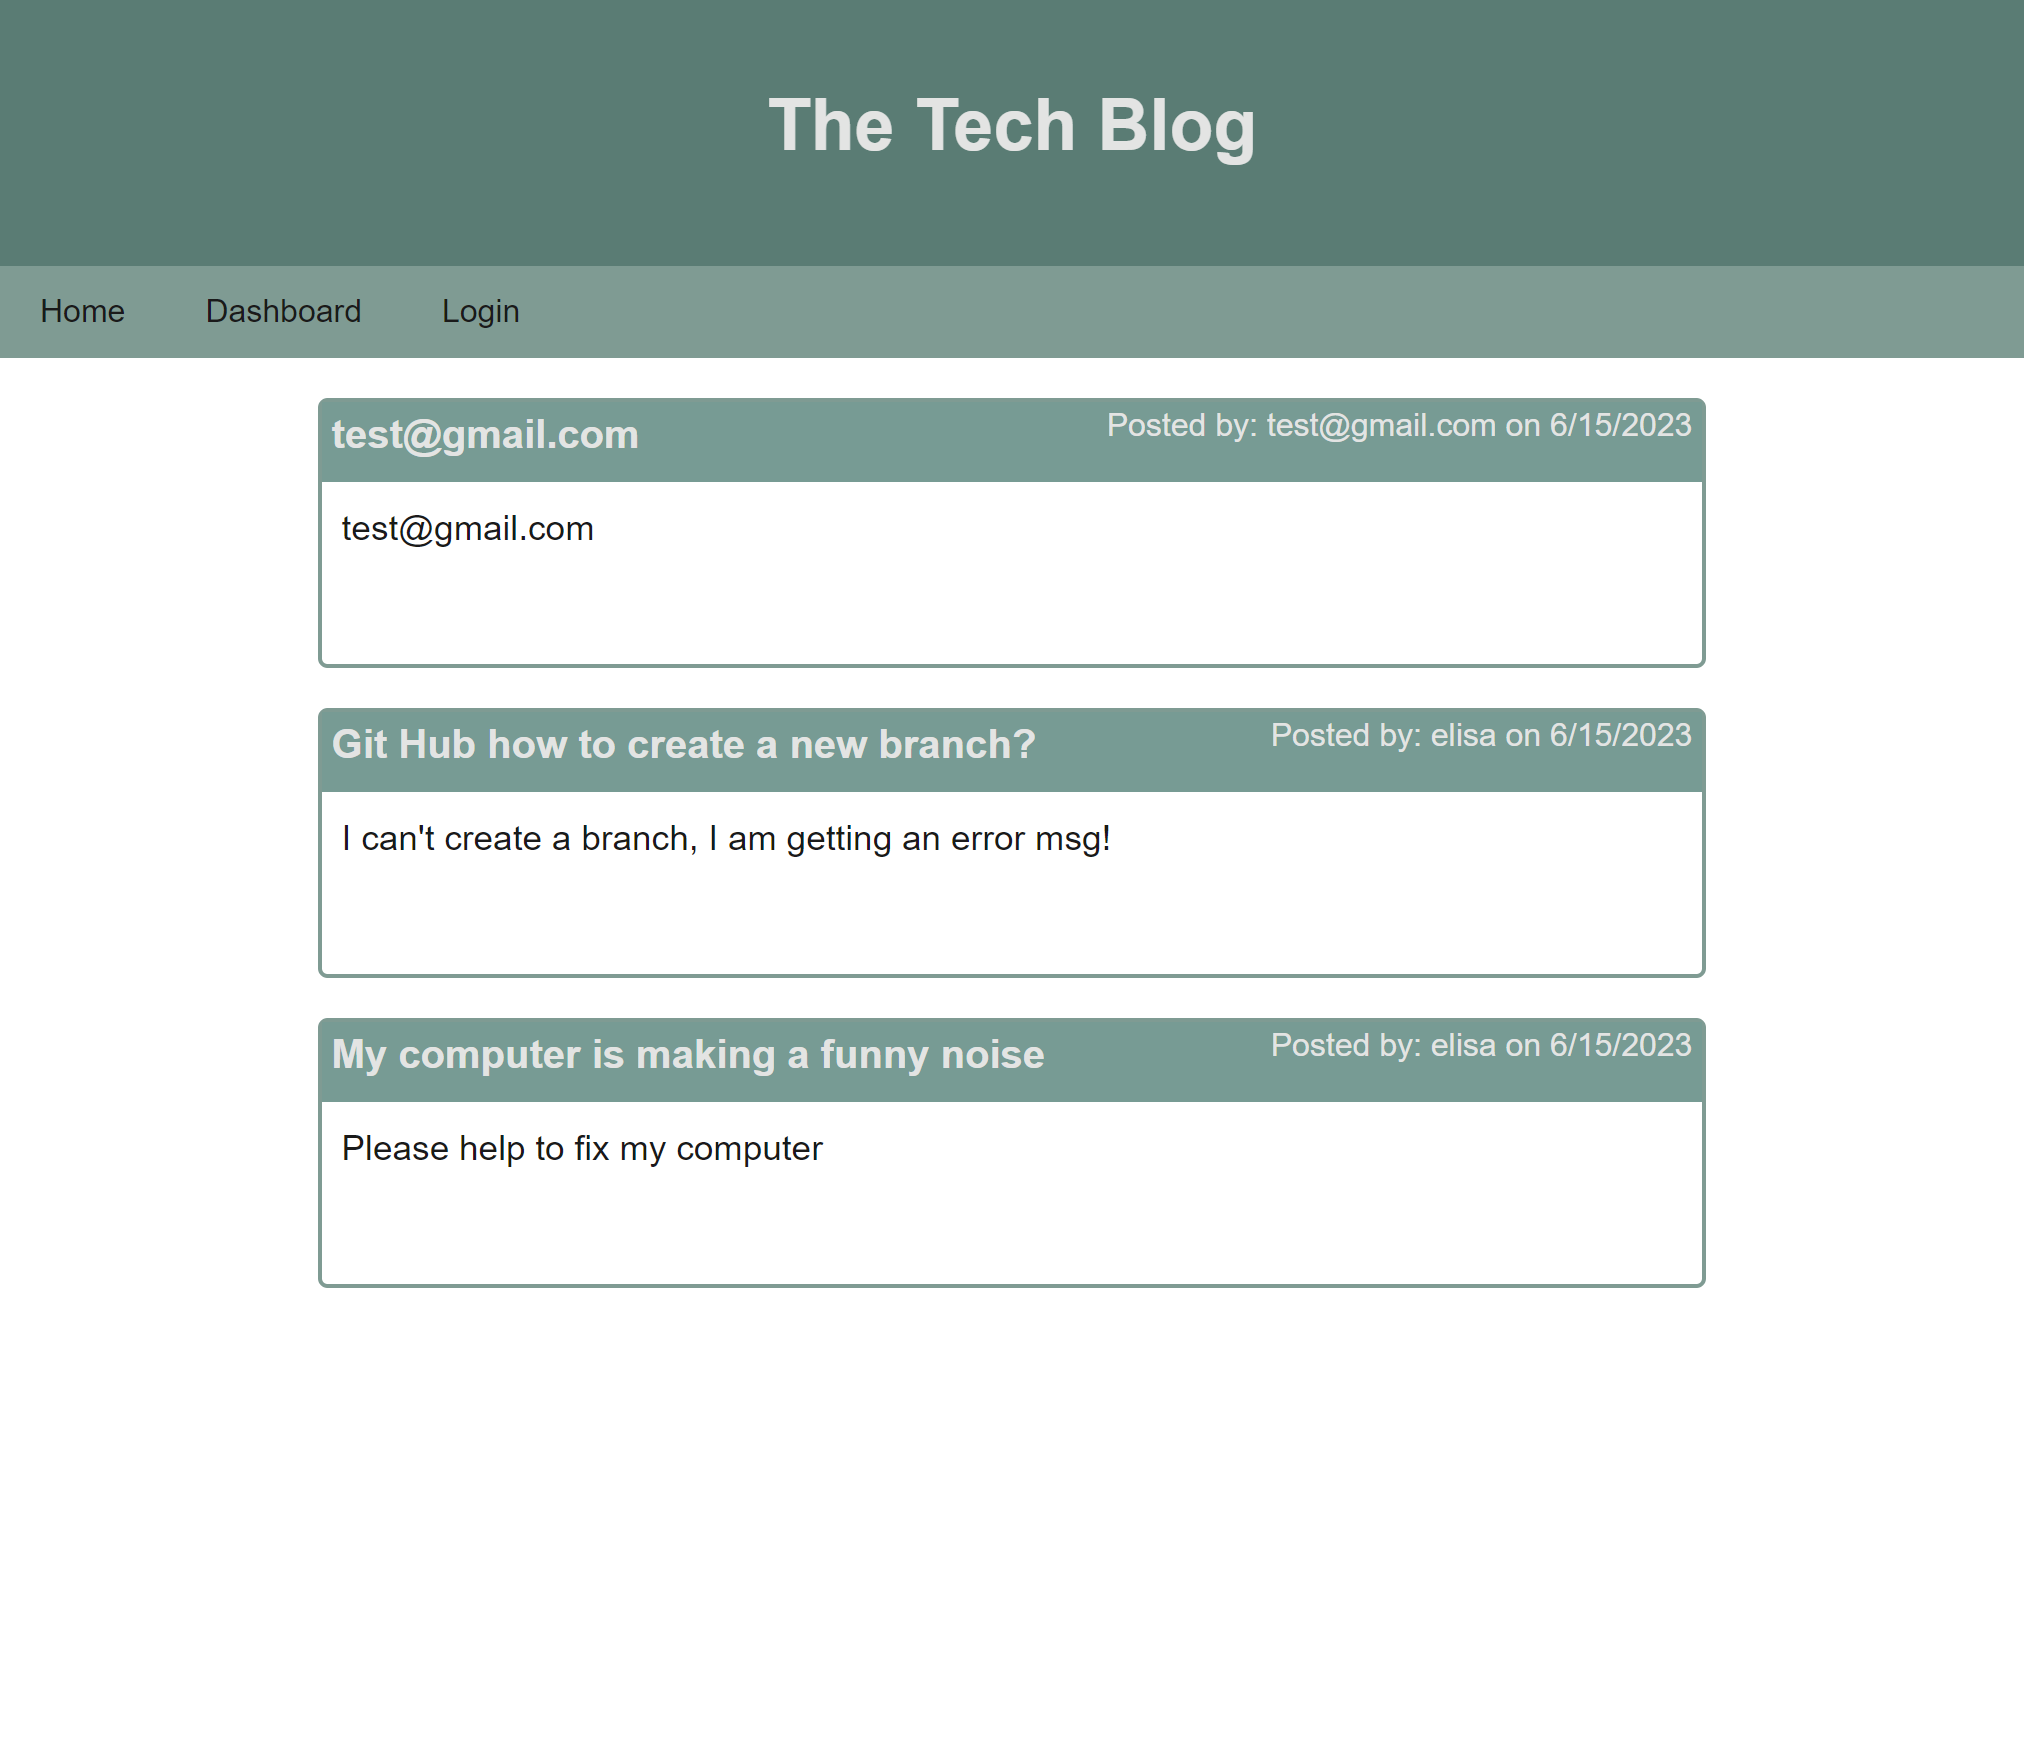 The Tech Blog
Home Dashboard Login
test@gmail.com Posted by: test@gmail.com on 6/15/2023
test@gmail.com
Git Hub how to create a new branch? Posted by: elisa on 6/15/2023
I can't create a branch, I am getting an error msg!
My computer is making a funny noise Posted by: elisa on 6/15/2023
Please help to fix my computer